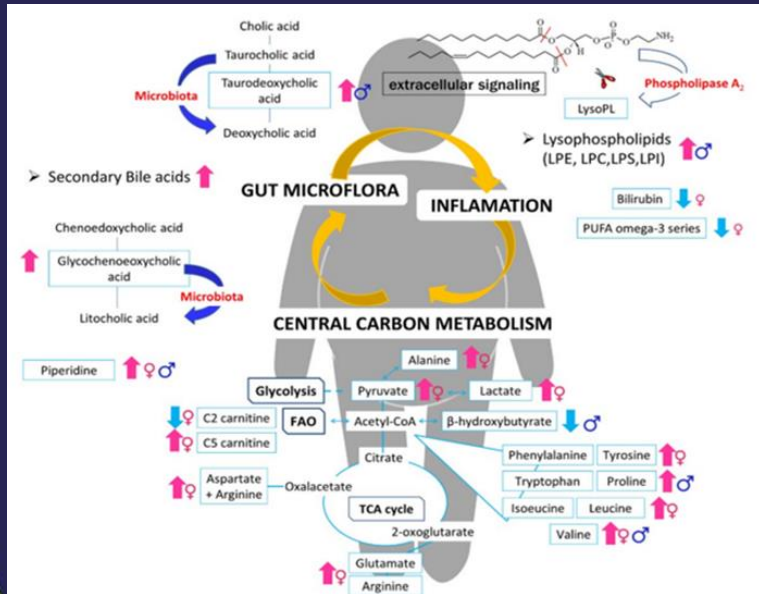 Cholic acid
Taurocholic acid
Microbiota
Taurodeoxycholic
acid
♂
Deoxycholic acid
O
O
O
O
H
O
P
O
OH
NH₂
extracellular signaling
Phospholipase A₂
LysoPL
➢ Lysophospholipids
(LPE, LPC,LPS,LPI)
♂
➢ Secondary Bile acids
GUT MICROFLORA
INFLAMATION
Bilirubin ♀
PUFA omega-3 series ♀
Chenoedoxycholic acid
Glycochenoeoxycholic
acid
Microbiota
Litocholic acid
CENTRAL CARBON METABOLISM
Piperidine ♀ ♂
Alanine ♀
Glycolysis
Pyruvate ♀
Lactate ♀
♀ C2 carnitine
FAO
Acetyl-CoA
β-hydroxybutyrate ♂
♀ C5 carnitine
Citrate
Phenylalanine Tyrosine ♀
♀ Aspartate
+ Arginine
Oxalacetate
Tryptophan Proline ♂
TCA cycle
Isoeucine Leucine ♀
2-oxoglutarate
Valine ♀ ♂
♀ Glutamate
Arginine